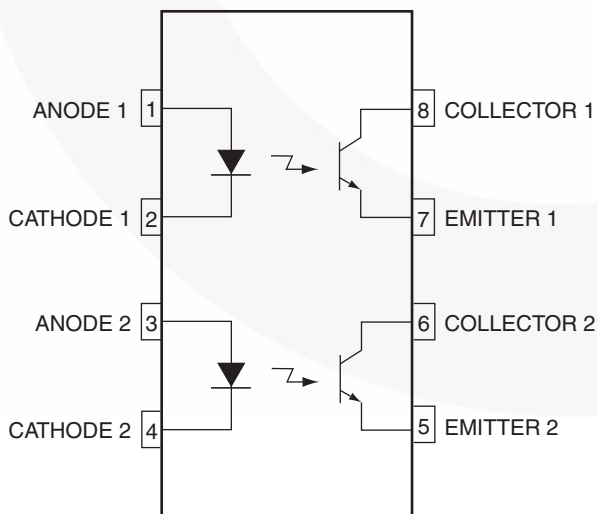 ANODE 1 1 8 COLLECTOR 1
CATHODE 1 2 7 EMITTER 1
ANODE 2 3 6 COLLECTOR 2
CATHODE 2 4 5 EMITTER 2